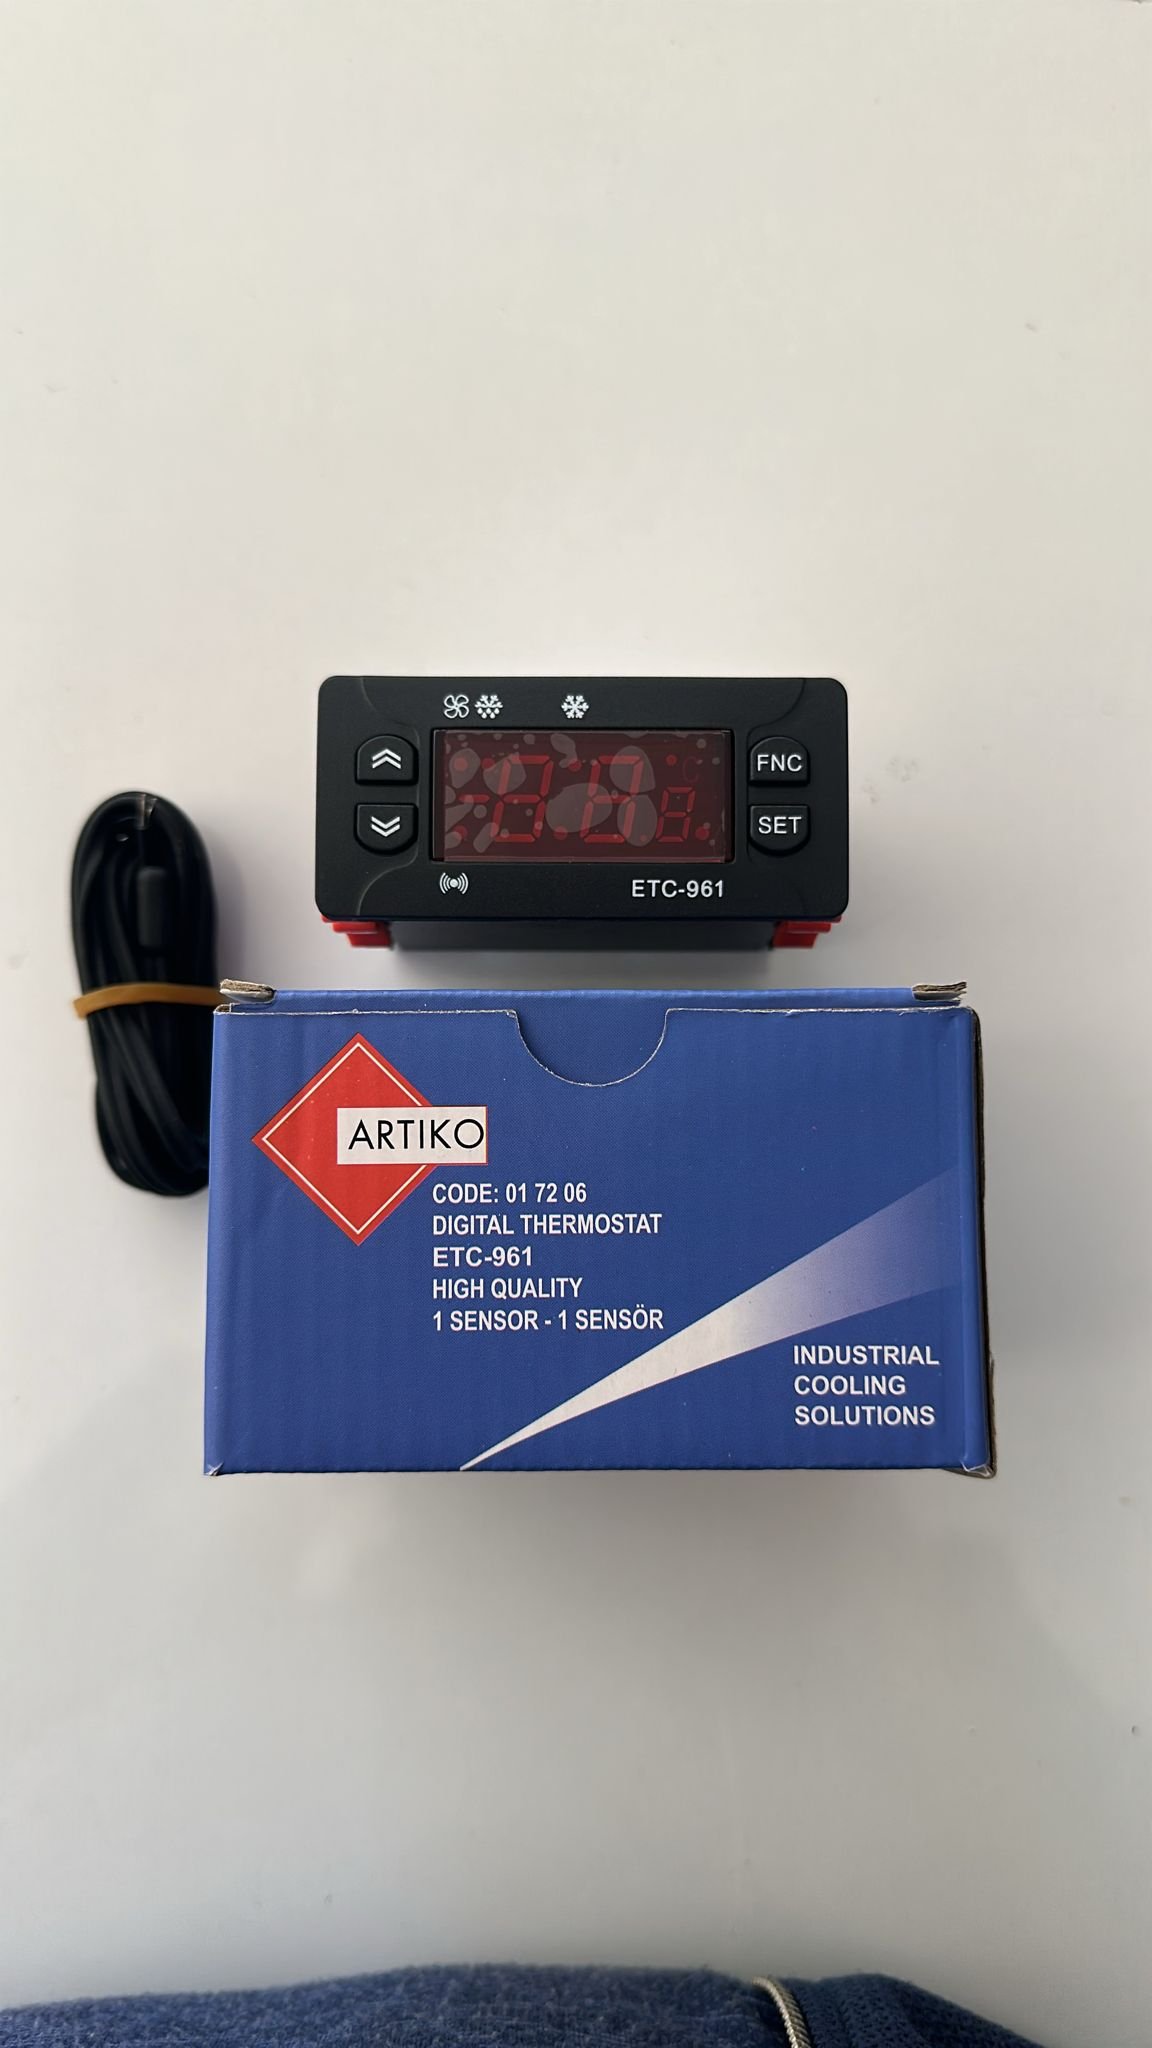 FNC
SET
ETC-961
ARTIKO
CODE: 01 72 06
DIGITAL THERMOSTAT
ETC-961
HIGH QUALITY
1 SENSOR - 1 SENSÖR
INDUSTRIAL
COOLING
SOLUTIONS